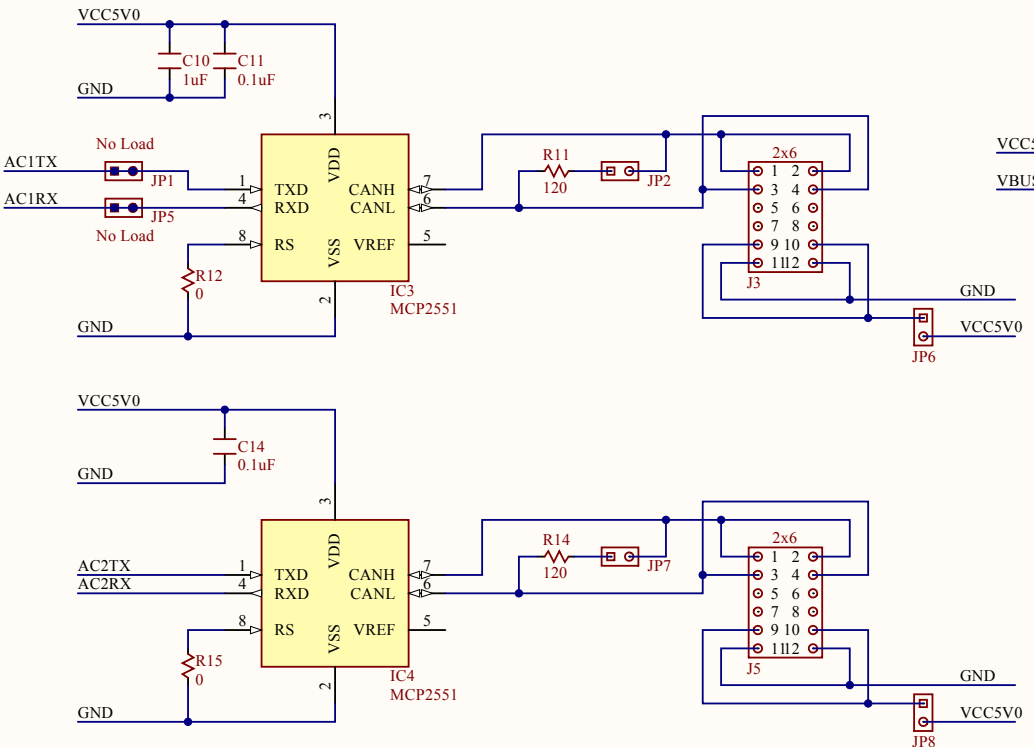 VCC5V0
C10 C11
1uF 0.1uF
GND
3
No Load
AC1TX
JP1
AC1RX
JP5
No Load
1 TXD
4 RXD
8 RS
VDD
VSS
CANH 7
CANL 6
VREF 5
2
R12
0
GND
IC3
MCP2551
R11
120
JP2
2x6
1 2
3 4
5 6
7 8
9 10
11 12
J3
GND
VCC5V0
JP6
VBUS
VCC5V0
C14
0.1uF
GND
3
AC2TX
AC2RX
1 TXD
4 RXD
8 RS
VDD
VSS
CANH 7
CANL 6
VREF 5
2
R15
0
GND
IC4
MCP2551
R14
120
JP7
2x6
1 2
3 4
5 6
7 8
9 10
11 12
J5
GND
VCC5V0
JP8